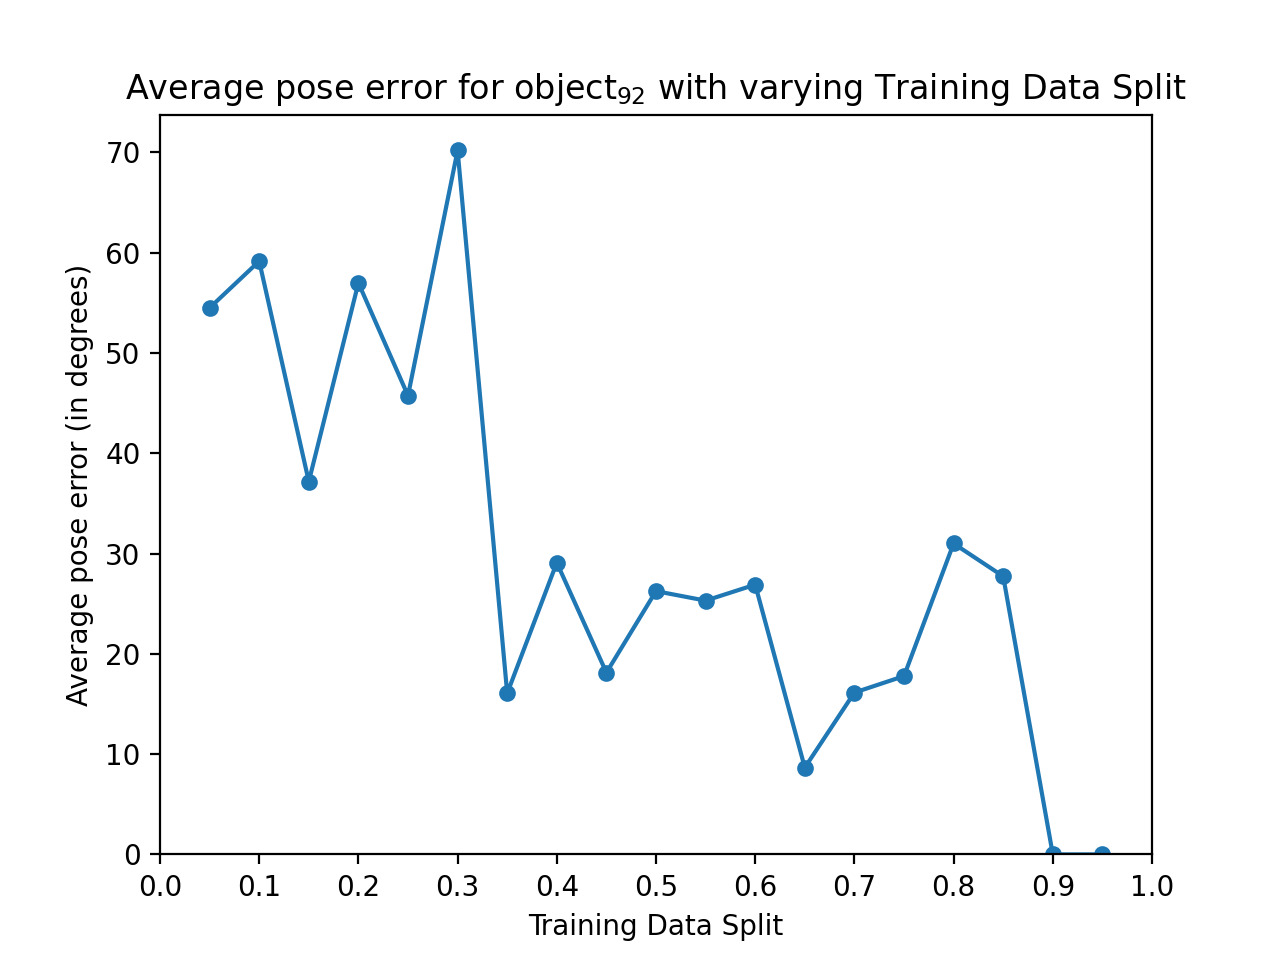 Average pose error for object₉₂ with varying Training Data Split
70
60
50
40
30
20
10
0
Average pose error (in degrees)
0.0 0.1 0.2 0.3 0.4 0.5 0.6 0.7 0.8 0.9 1.0
Training Data Split